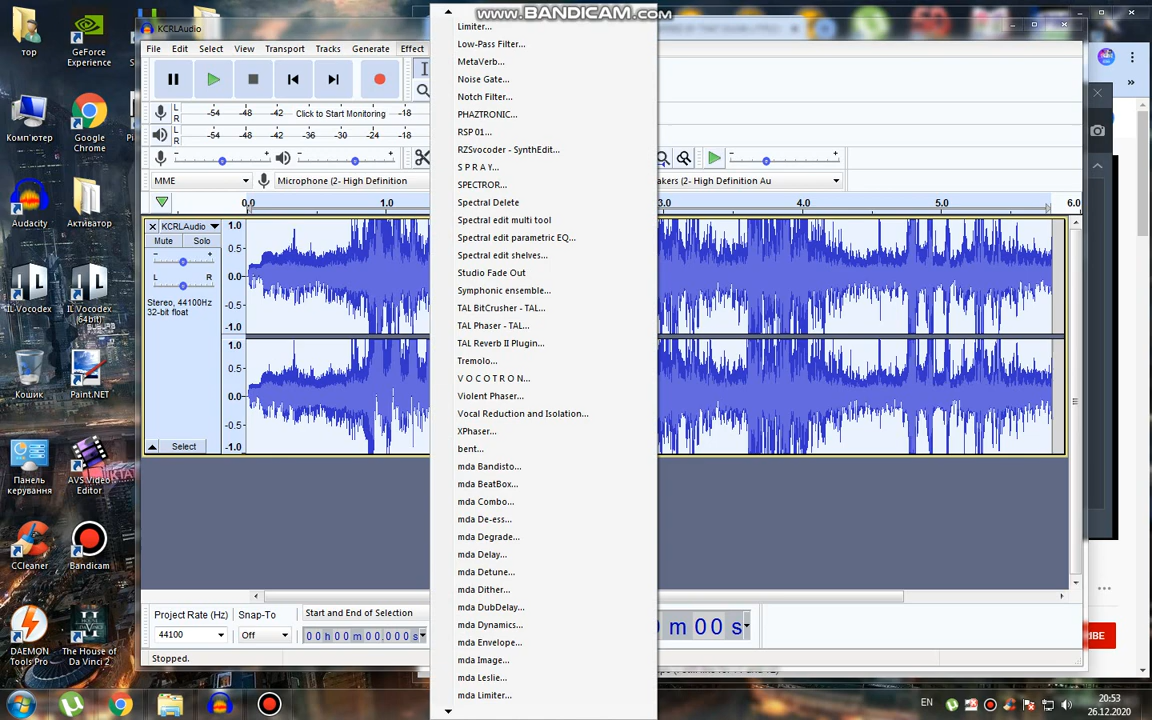 www.BANDICAM.com
тор
GeForce
Experience
Комп'ютер
Google
Chrome
Audacity
Активатор
IL Vocodex
IL Vocodex
(64bit)
Кошик
Paint.NET
Панель
керування
AVS Video
Editor
CCleaner
Bandicam
DAEMON
Tools Pro
The House of
Da Vinci 2
KCRLAudio
File Edit Select View Transport Tracks Generate Effect
L
R
-54 -48 -42 Click to Start Monitoring -18
L
R
-54 -48 -42 -36 -30 -24 -18
MME
Microphone (2- High Definition
akers (2- High Definition Au
0.0 1.0 3.0 4.0 5.0 6.0
KCRLAudio
Mute Solo
- +
L R
Stereo, 44100Hz
32-bit float
Select
1.0
0.5
0.0
-0.5
-1.0
1.0
0.5
0.0
-0.5
-1.0
Limiter...
Low-Pass Filter...
MetaVerb...
Noise Gate...
Notch Filter...
PHAZTRONIC...
RSP 01...
RZSvocoder - SynthEdit...
S P R A Y...
SPECTROR...
Spectral Delete
Spectral edit multi tool
Spectral edit parametric EQ...
Spectral edit shelves...
Studio Fade Out
Symphonic ensemble...
TAL BitCrusher - TAL...
TAL Phaser - TAL...
TAL Reverb II Plugin...
Tremolo...
V O C O T R O N...
Violent Phaser...
Vocal Reduction and Isolation...
XPhaser...
bent...
mda Bandisto...
mda BeatBox...
mda Combo...
mda De-ess...
mda Degrade...
mda Delay...
mda Detune...
mda Dither...
mda DubDelay...
mda Dynamics...
mda Envelope...
mda Image...
mda Leslie...
mda Limiter...
Project Rate (Hz) Snap-To Start and End of Selection
44100 Off 00 h 00 m 00.000 s
m 00 s
Stopped.
EN
20:53
26.12.2020